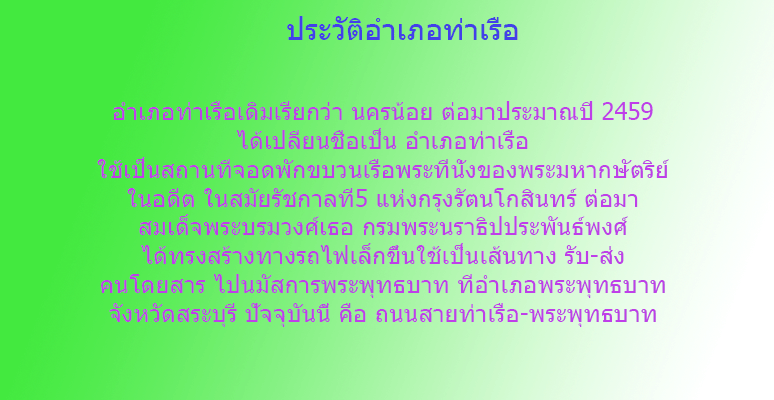 ประวัติอำเภอท่าเรือ
อำเภอท่าเรือเดิมเรียกว่า นครน้อย ต่อมาประมาณปี 2459
ได้เปลี่ยนชื่อเป็น อำเภอท่าเรือ
ใช้เป็นสถานที่จอดพักขบวนเรือพระที่นั่งของพระมหากษัตริย์
ในอดีต ในสมัยรัชกาลที่5 แห่งกรุงรัตนโกสินทร์ ต่อมา
สมเด็จพระบรมวงศ์เธอ กรมพระนราธิปประพันธ์พงศ์
ได้ทรงสร้างทางรถไฟเล็กขึ้นใช้เป็นเส้นทาง รับ-ส่ง
คนโดยสาร ไปนมัสการพระพุทธบาท ที่อำเภอพระพุทธบาท
จังหวัดสระบุรี ปัจจุบันนี้ คือ ถนนสายท่าเรือ-พระพุทธบาท